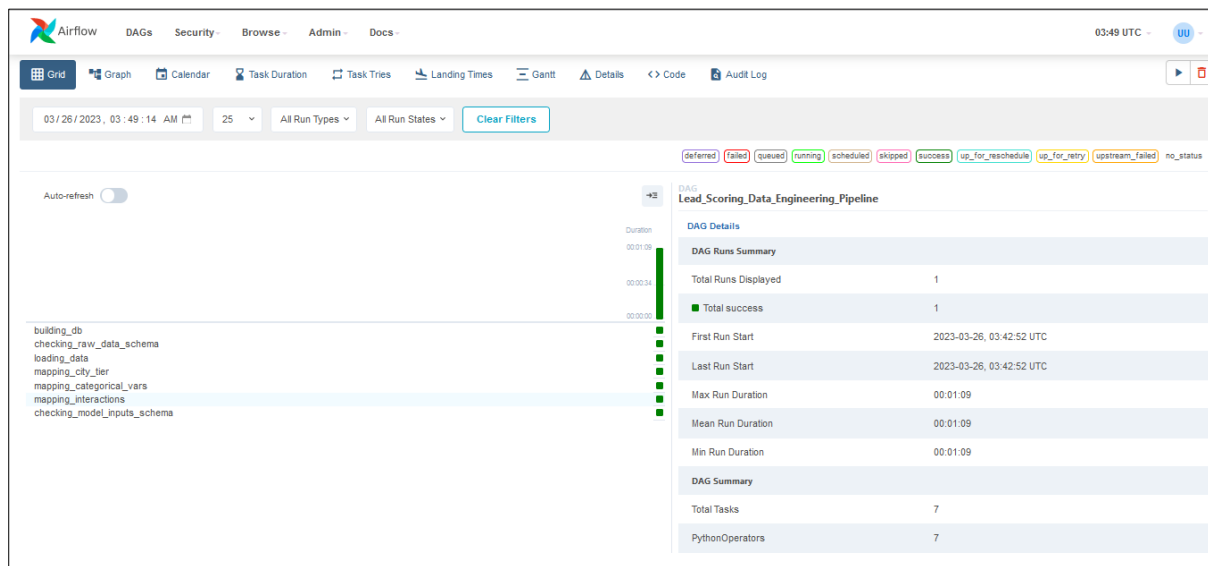 Airflow DAGs Security Browse Admin Docs 03:49 UTC UU
Grid Graph Calendar Task Duration Task Tries Landing Times Gantt Details <> Code Audit Log
03/26/2023, 03:49:14 AM 25 All Run Types All Run States Clear Filters
deferred failed queued running scheduled skipped success up_for_reschedule up_for_retry upstream_failed no_status
Auto-refresh
DAG
Lead_Scoring_Data_Engineering_Pipeline
Duration
00:01:09
00:00:34
00:00:00
building_db
checking_raw_data_schema
loading_data
mapping_city_tier
mapping_categorical_vars
mapping_interactions
checking_model_inputs_schema
DAG Details
DAG Runs Summary
Total Runs Displayed 1
Total success 1
First Run Start 2023-03-26, 03:42:52 UTC
Last Run Start 2023-03-26, 03:42:52 UTC
Max Run Duration 00:01:09
Mean Run Duration 00:01:09
Min Run Duration 00:01:09
DAG Summary
Total Tasks 7
PythonOperators 7